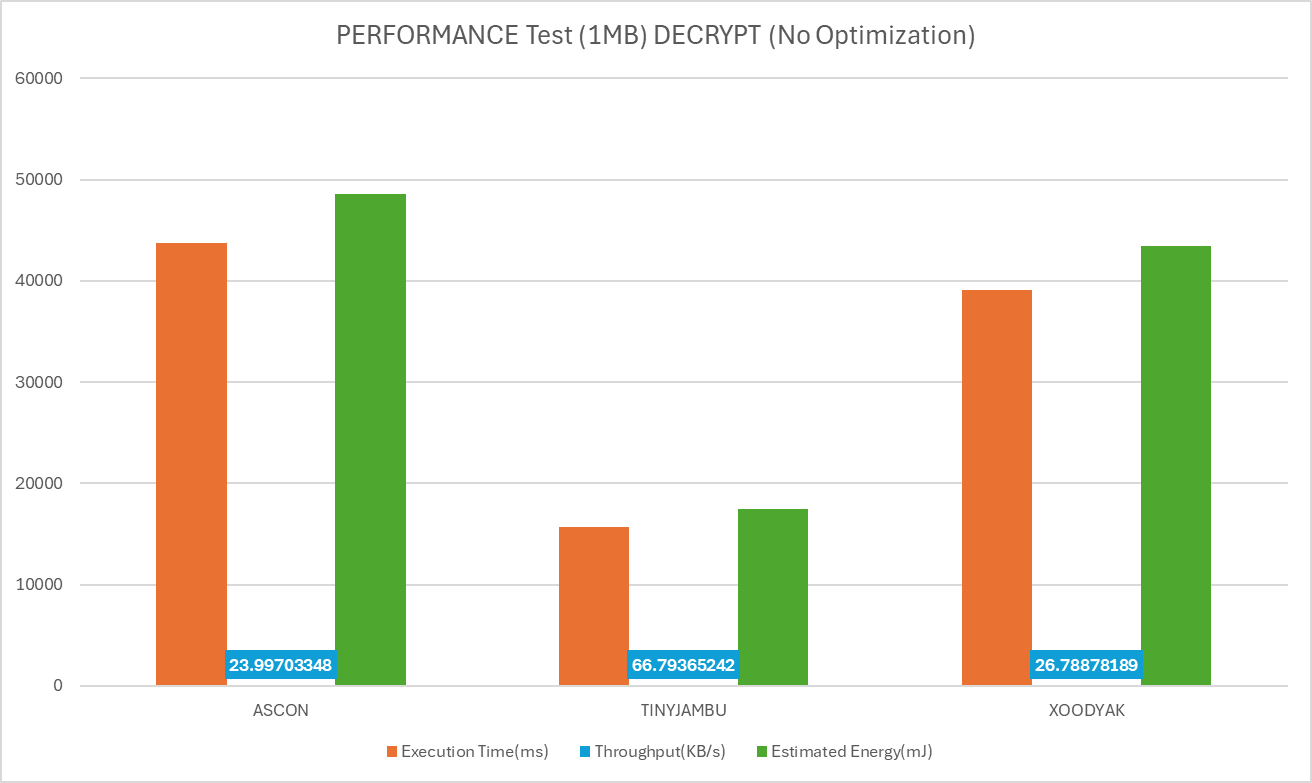 PERFORMANCE Test (1MB) DECRYPT (No Optimization)
60000
50000
40000
30000
20000
10000
0
23.99703348
66.79365242
26.78878189
ASCON
TINYJAMBU
XOODYAK
Execution Time(ms)
Throughput(KB/s)
Estimated Energy(mJ)